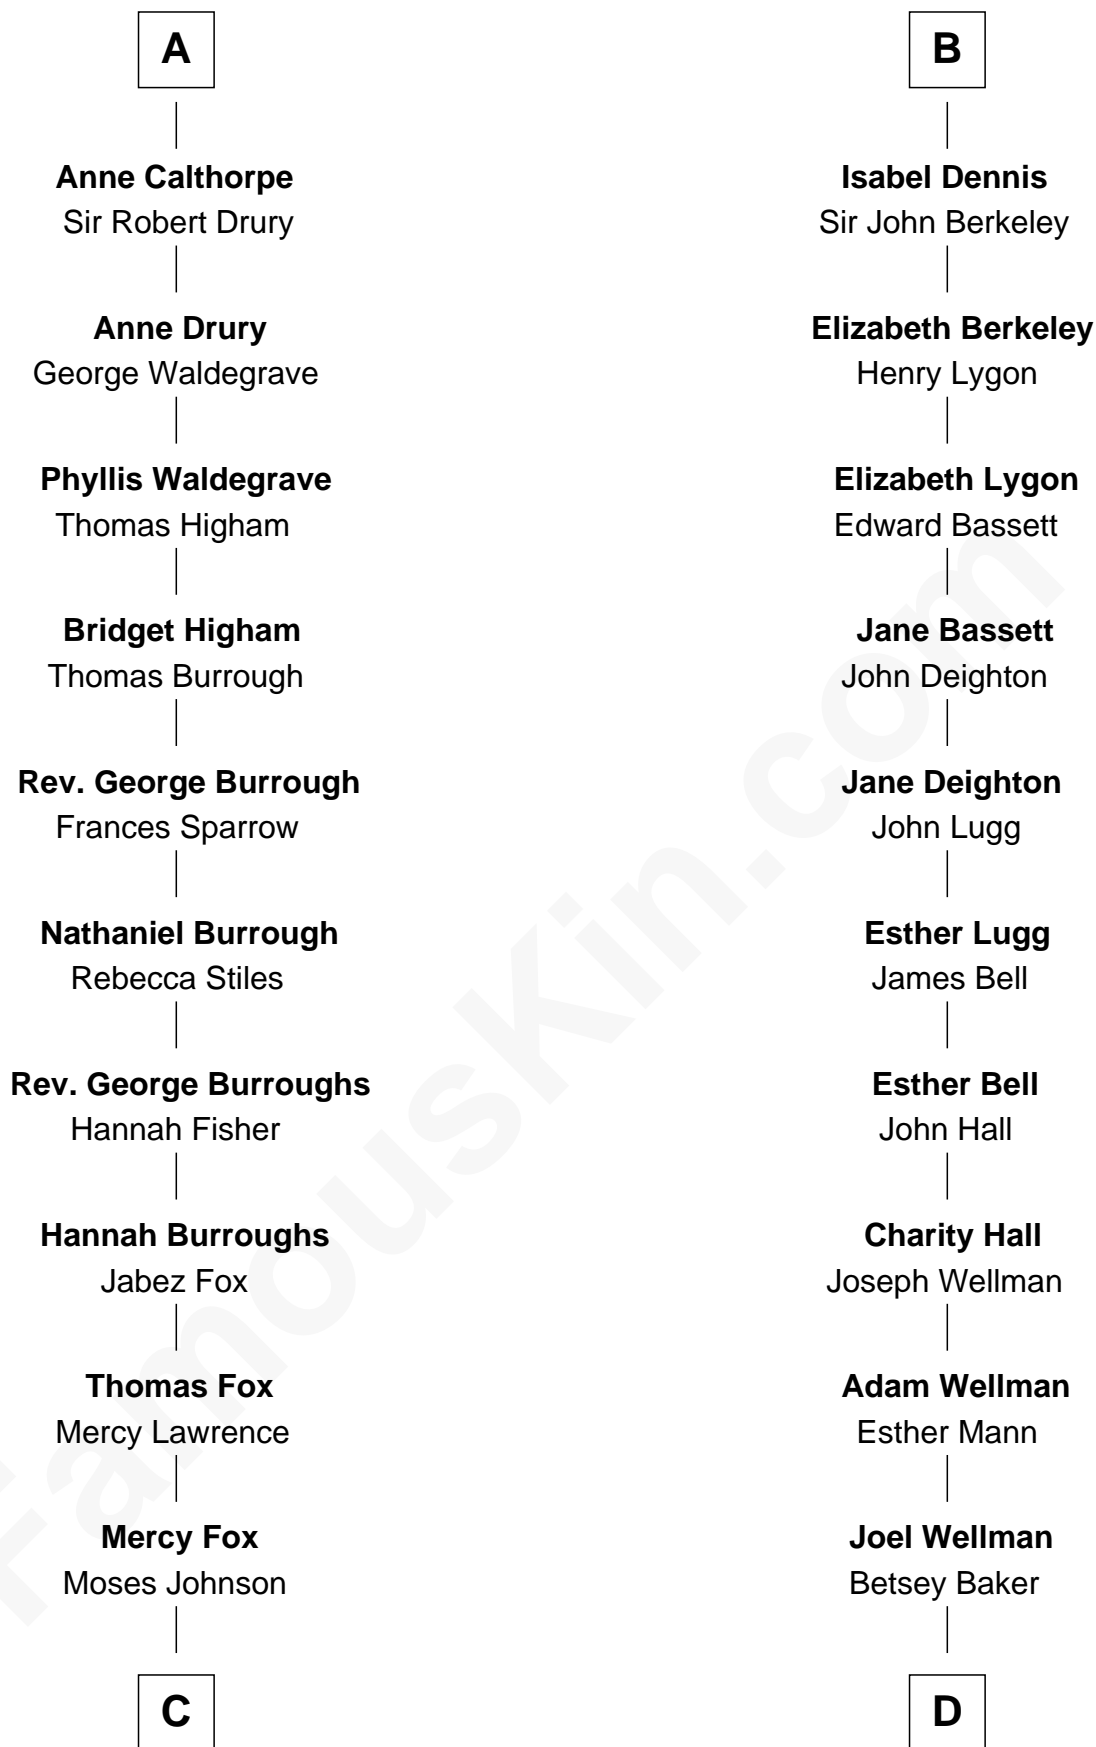 A
Anne Calthorpe
Sir Robert Drury
Anne Drury
George Waldegrave
Phyllis Waldegrave
Thomas Higham
Bridget Higham
Thomas Burrough
Rev. George Burrough
Frances Sparrow
Nathaniel Burrough
Rebecca Stiles
Rev. George Burroughs
Hannah Fisher
Hannah Burroughs
Jabez Fox
Thomas Fox
Mercy Lawrence
Mercy Fox
Moses Johnson
C
B
Isabel Dennis
Sir John Berkeley
Elizabeth Berkeley
Henry Lygon
Elizabeth Lygon
Edward Bassett
Jane Bassett
John Deighton
Jane Deighton
John Lugg
Esther Lugg
James Bell
Esther Bell
John Hall
Charity Hall
Joseph Wellman
Adam Wellman
Esther Mann
Joel Wellman
Betsey Baker
D
FamousKin.com